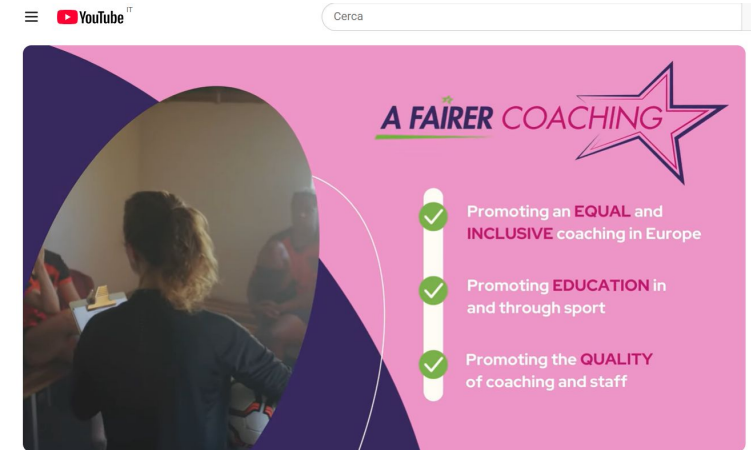 YouTube IT
Cerca
A FAIRER COACHING
Promoting an EQUAL and
INCLUSIVE coaching in Europe
Promoting EDUCATION in
and through sport
Promoting the QUALITY
of coaching and staff